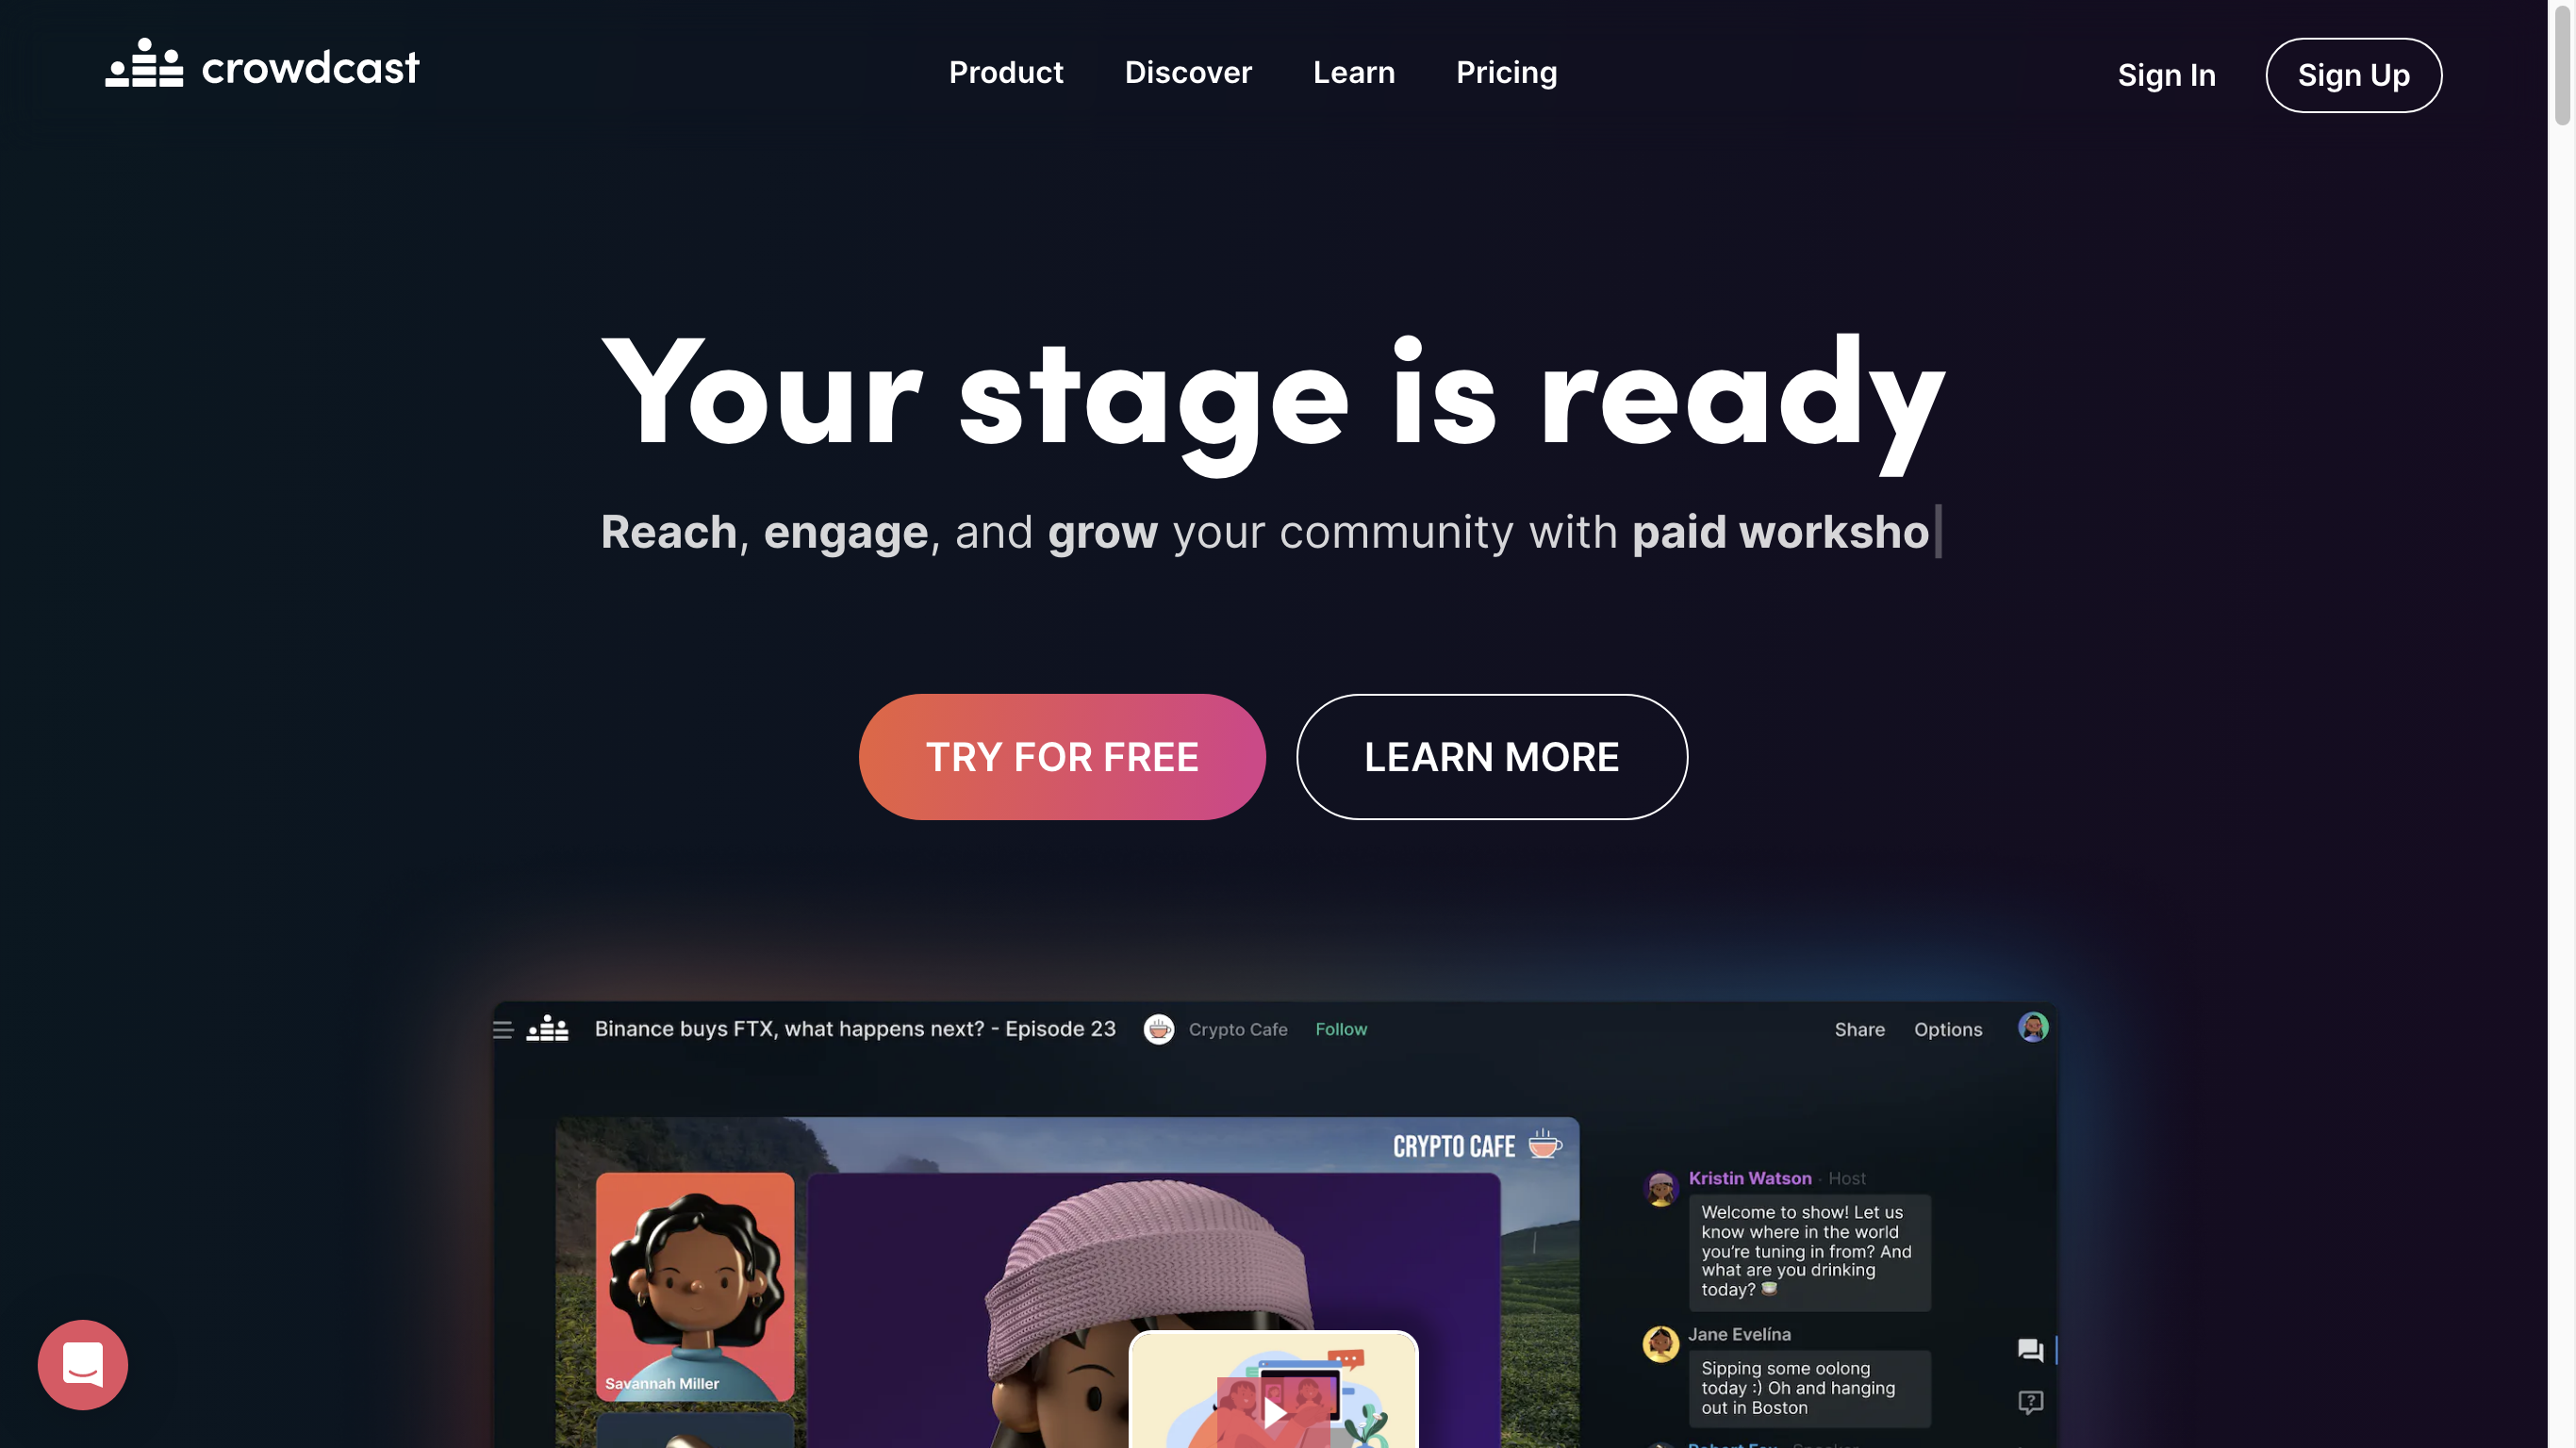 crowdcast
Product Discover Learn Pricing
Sign In Sign Up
Your stage is ready
Reach, engage, and grow your community with paid worksho
TRY FOR FREE
LEARN MORE
Binance buys FTX, what happens next? - Episode 23 Crypto Cafe Follow
Share Options
CRYPTO CAFE
Savannah Miller
Kristin Watson · Host
Welcome to show! Let us
know where in the world
you're tuning in from? And
what are you drinking
today? 🍵
Jane Evelína
Sipping some oolong
today :) Oh and hanging
out in Boston